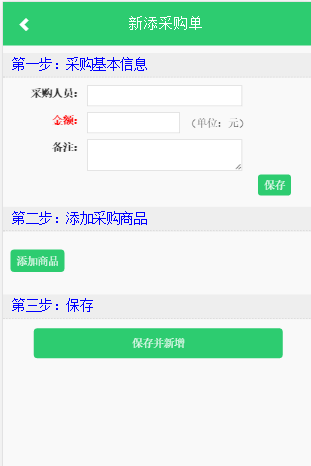 新添采购单
第一步：采购基本信息
采购人员：
金额： （单位：元）
备注：
保存
第二步：添加采购商品
添加商品
第三步：保存
保存并新增